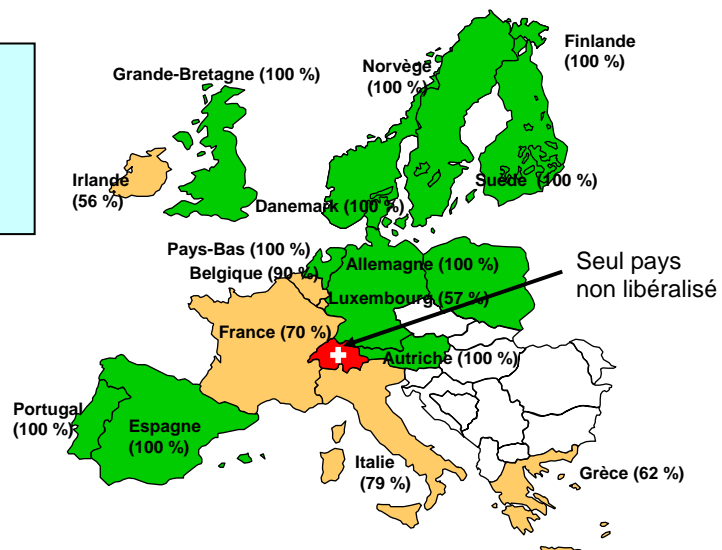 Finlande
(100 %)
Norvège
(100 %)
Grande-Bretagne (100 %)
Irlande
(56 %)
Suède (100 %)
Danemark (100 %)
Pays-Bas (100 %)
Allemagne (100 %)
Belgique (90 %)
Seul pays
non libéralisé
Luxembourg (57 %)
France (70 %)
Autriche (100 %)
Portugal
(100 %)
Espagne
(100 %)
Italie
(79 %)
Grèce (62 %)